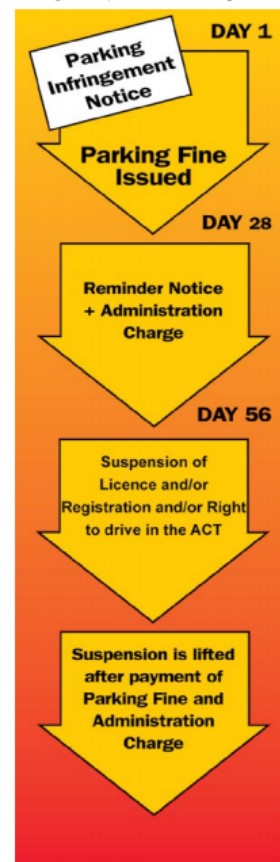 DAY 1
Parking
Infringement
Notice
Parking Fine
Issued
DAY 28
Reminder Notice
+ Administration
Charge
DAY 56
Suspension of
Licence and/or
Registration and/or Right
to drive in the ACT
Suspension is lifted
after payment of
Parking Fine and
Administration
Charge